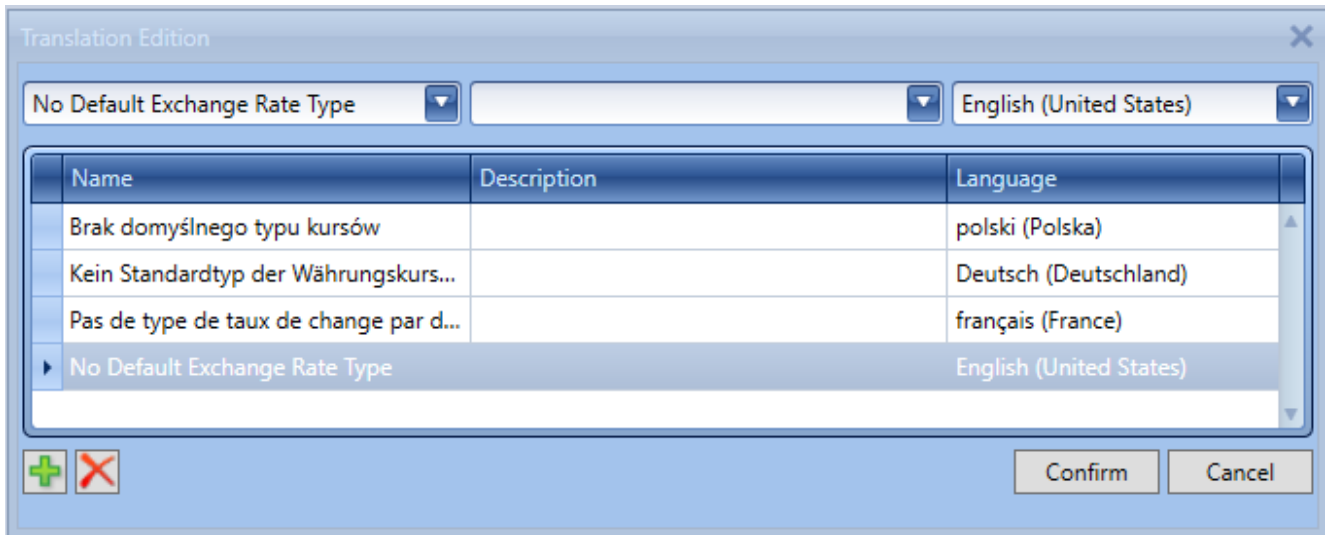 Translation Edition
No Default Exchange Rate Type English (United States)
Name Description Language
Brak domyślnego typu kursów polski (Polska)
Kein Standardtyp der Währungskurs... Deutsch (Deutschland)
Pas de type de taux de change par d... français (France)
No Default Exchange Rate Type English (United States)
Confirm Cancel